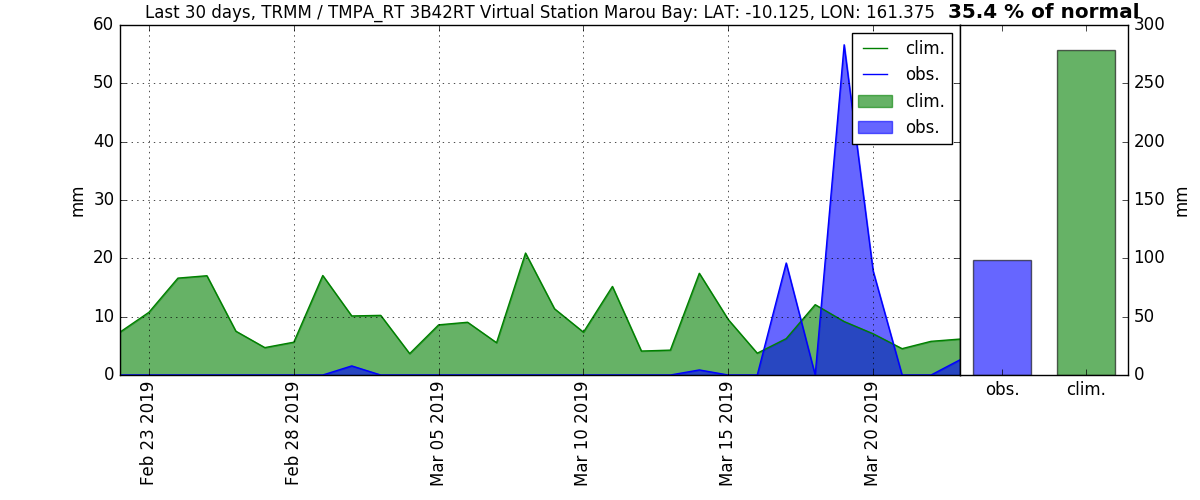 Last 30 days, TRMM / TMPA_RT 3B42RT Virtual Station Marou Bay: LAT: -10.125, LON: 161.375
35.4 % of normal
60
50
40
30
20
10
0
mm
clim.
obs.
clim.
obs.
Feb 23 2019
Feb 28 2019
Mar 05 2019
Mar 10 2019
Mar 15 2019
Mar 20 2019
300
250
200
150
100
50
0
mm
obs.
clim.